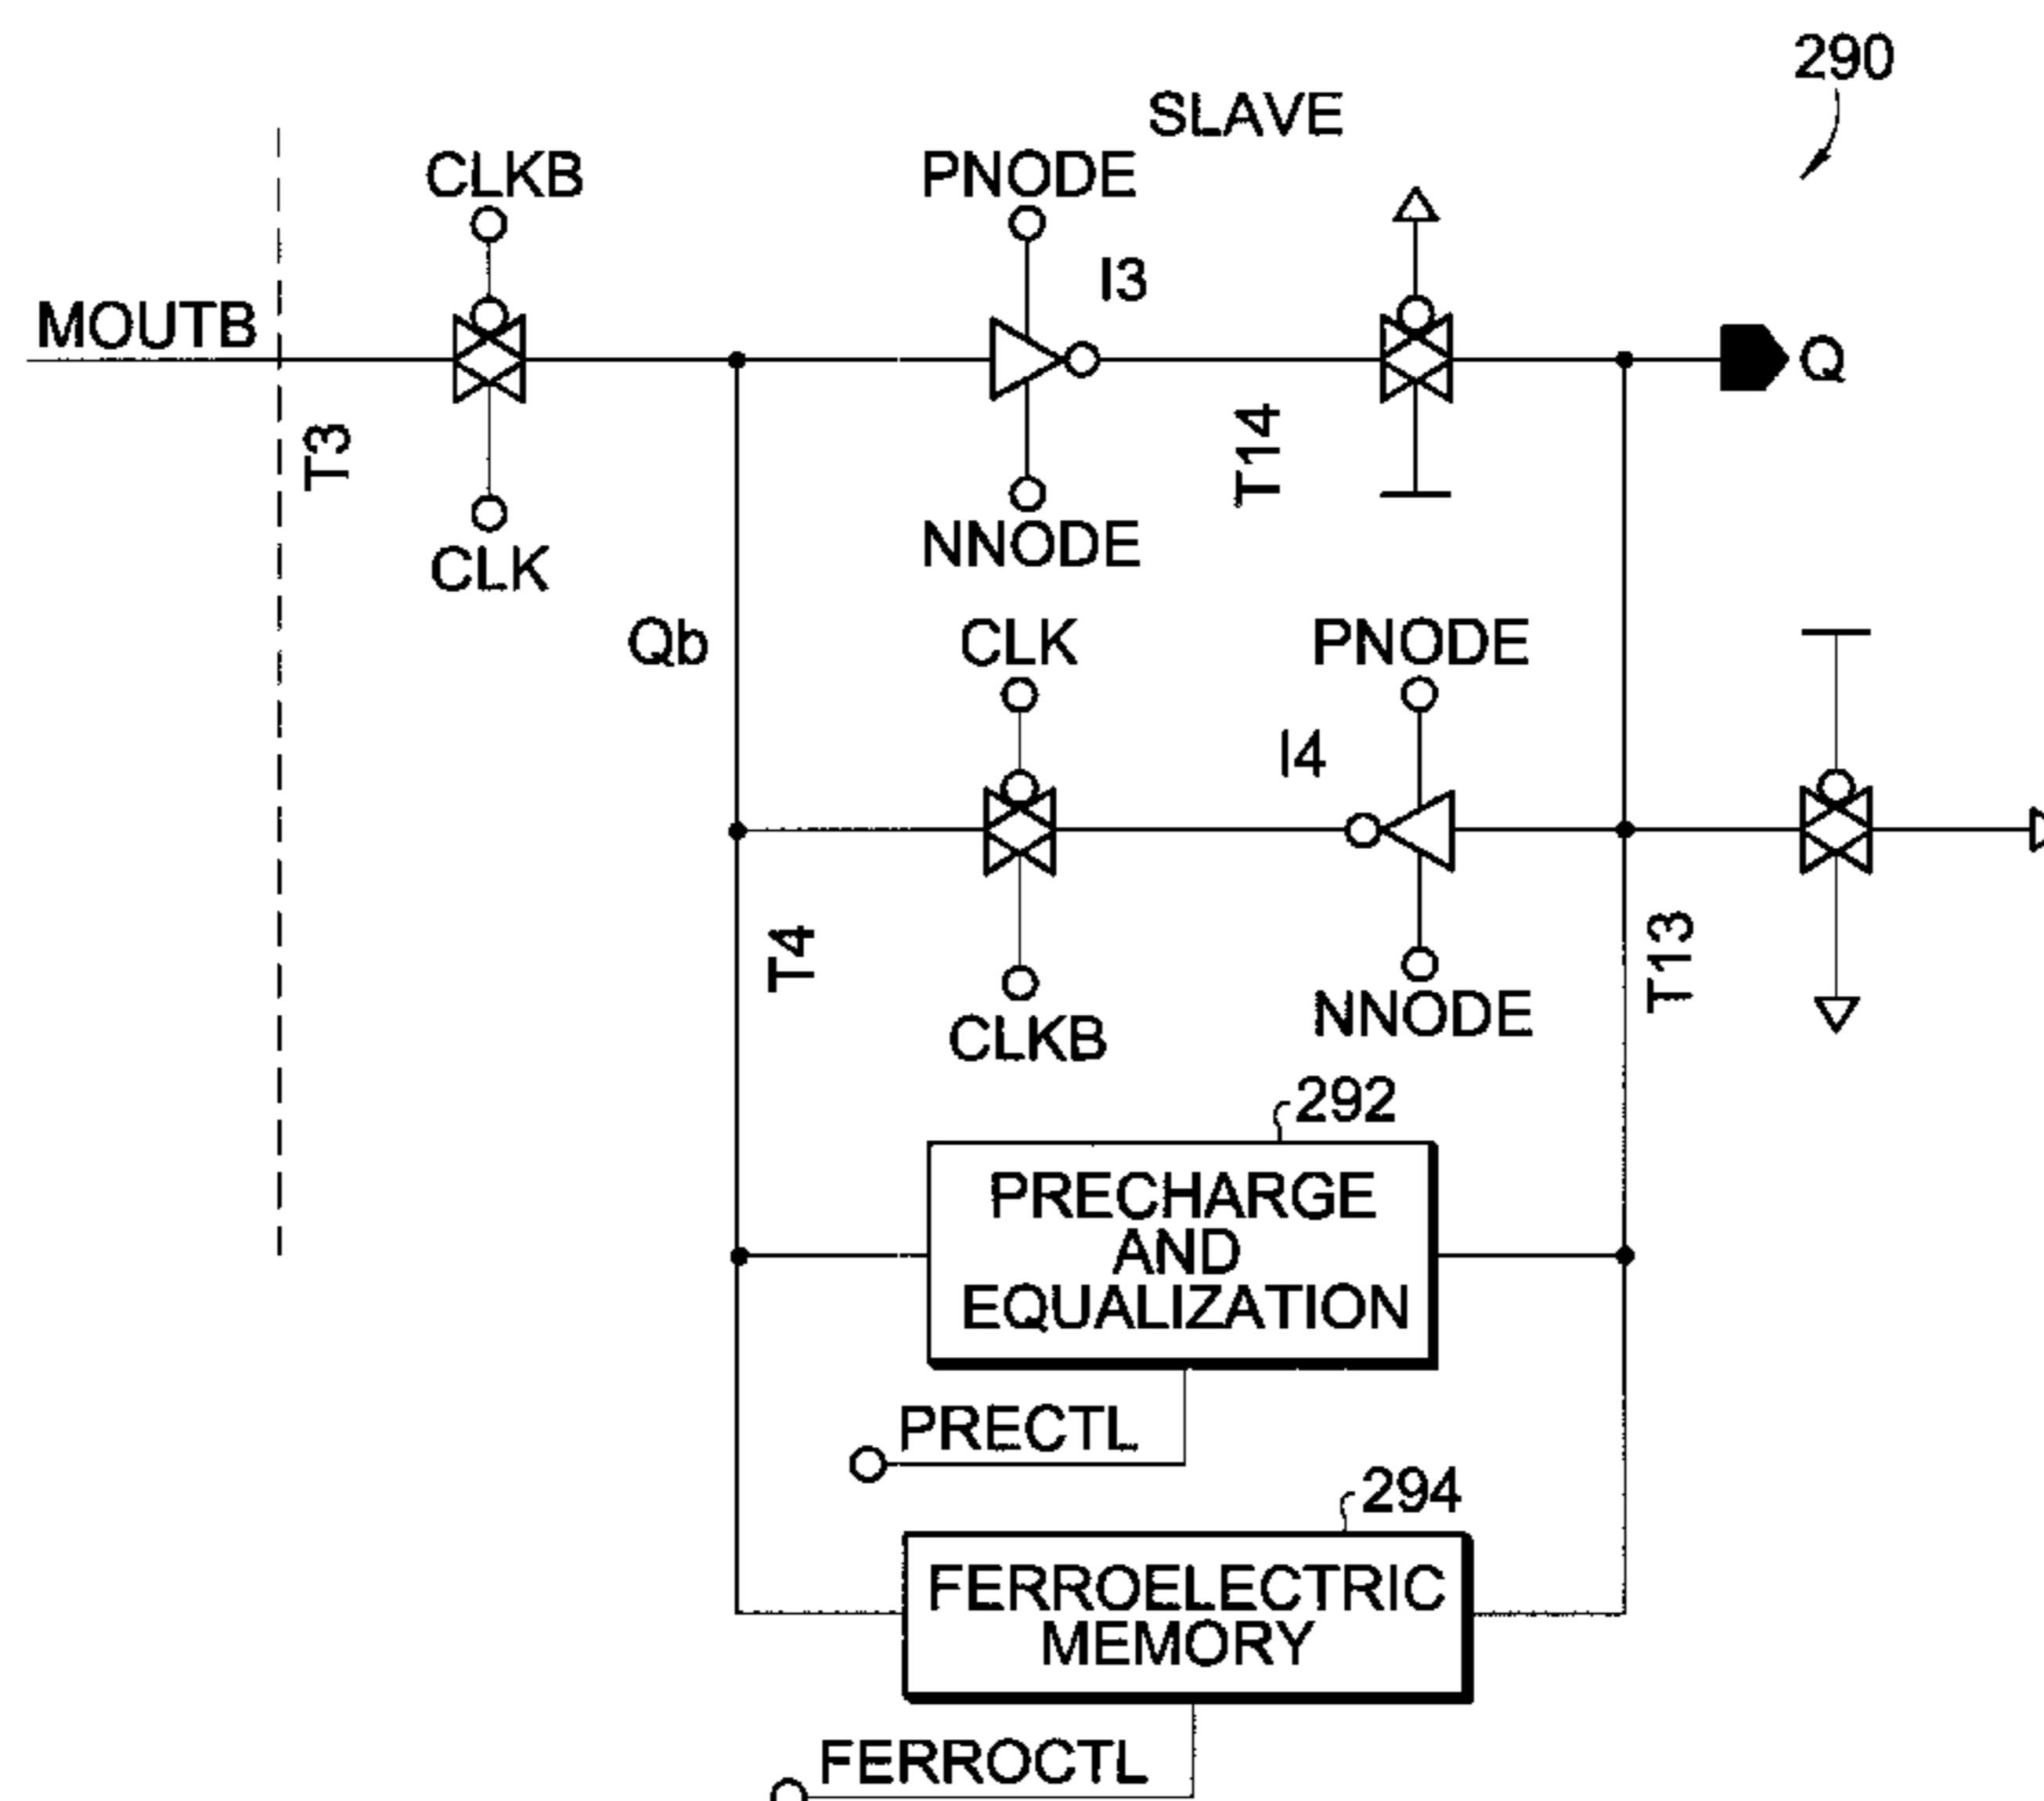 290
SLAVE
CLKB
PNODE
I3
MOUTB
Q
T3
T14
CLK
NNODE
Qb
CLK
PNODE
I4
T4
T13
CLKB
NNODE
292
PRECHARGE
AND
EQUALIZATION
PRECTL
294
FERROELECTRIC
MEMORY
FERROCTL